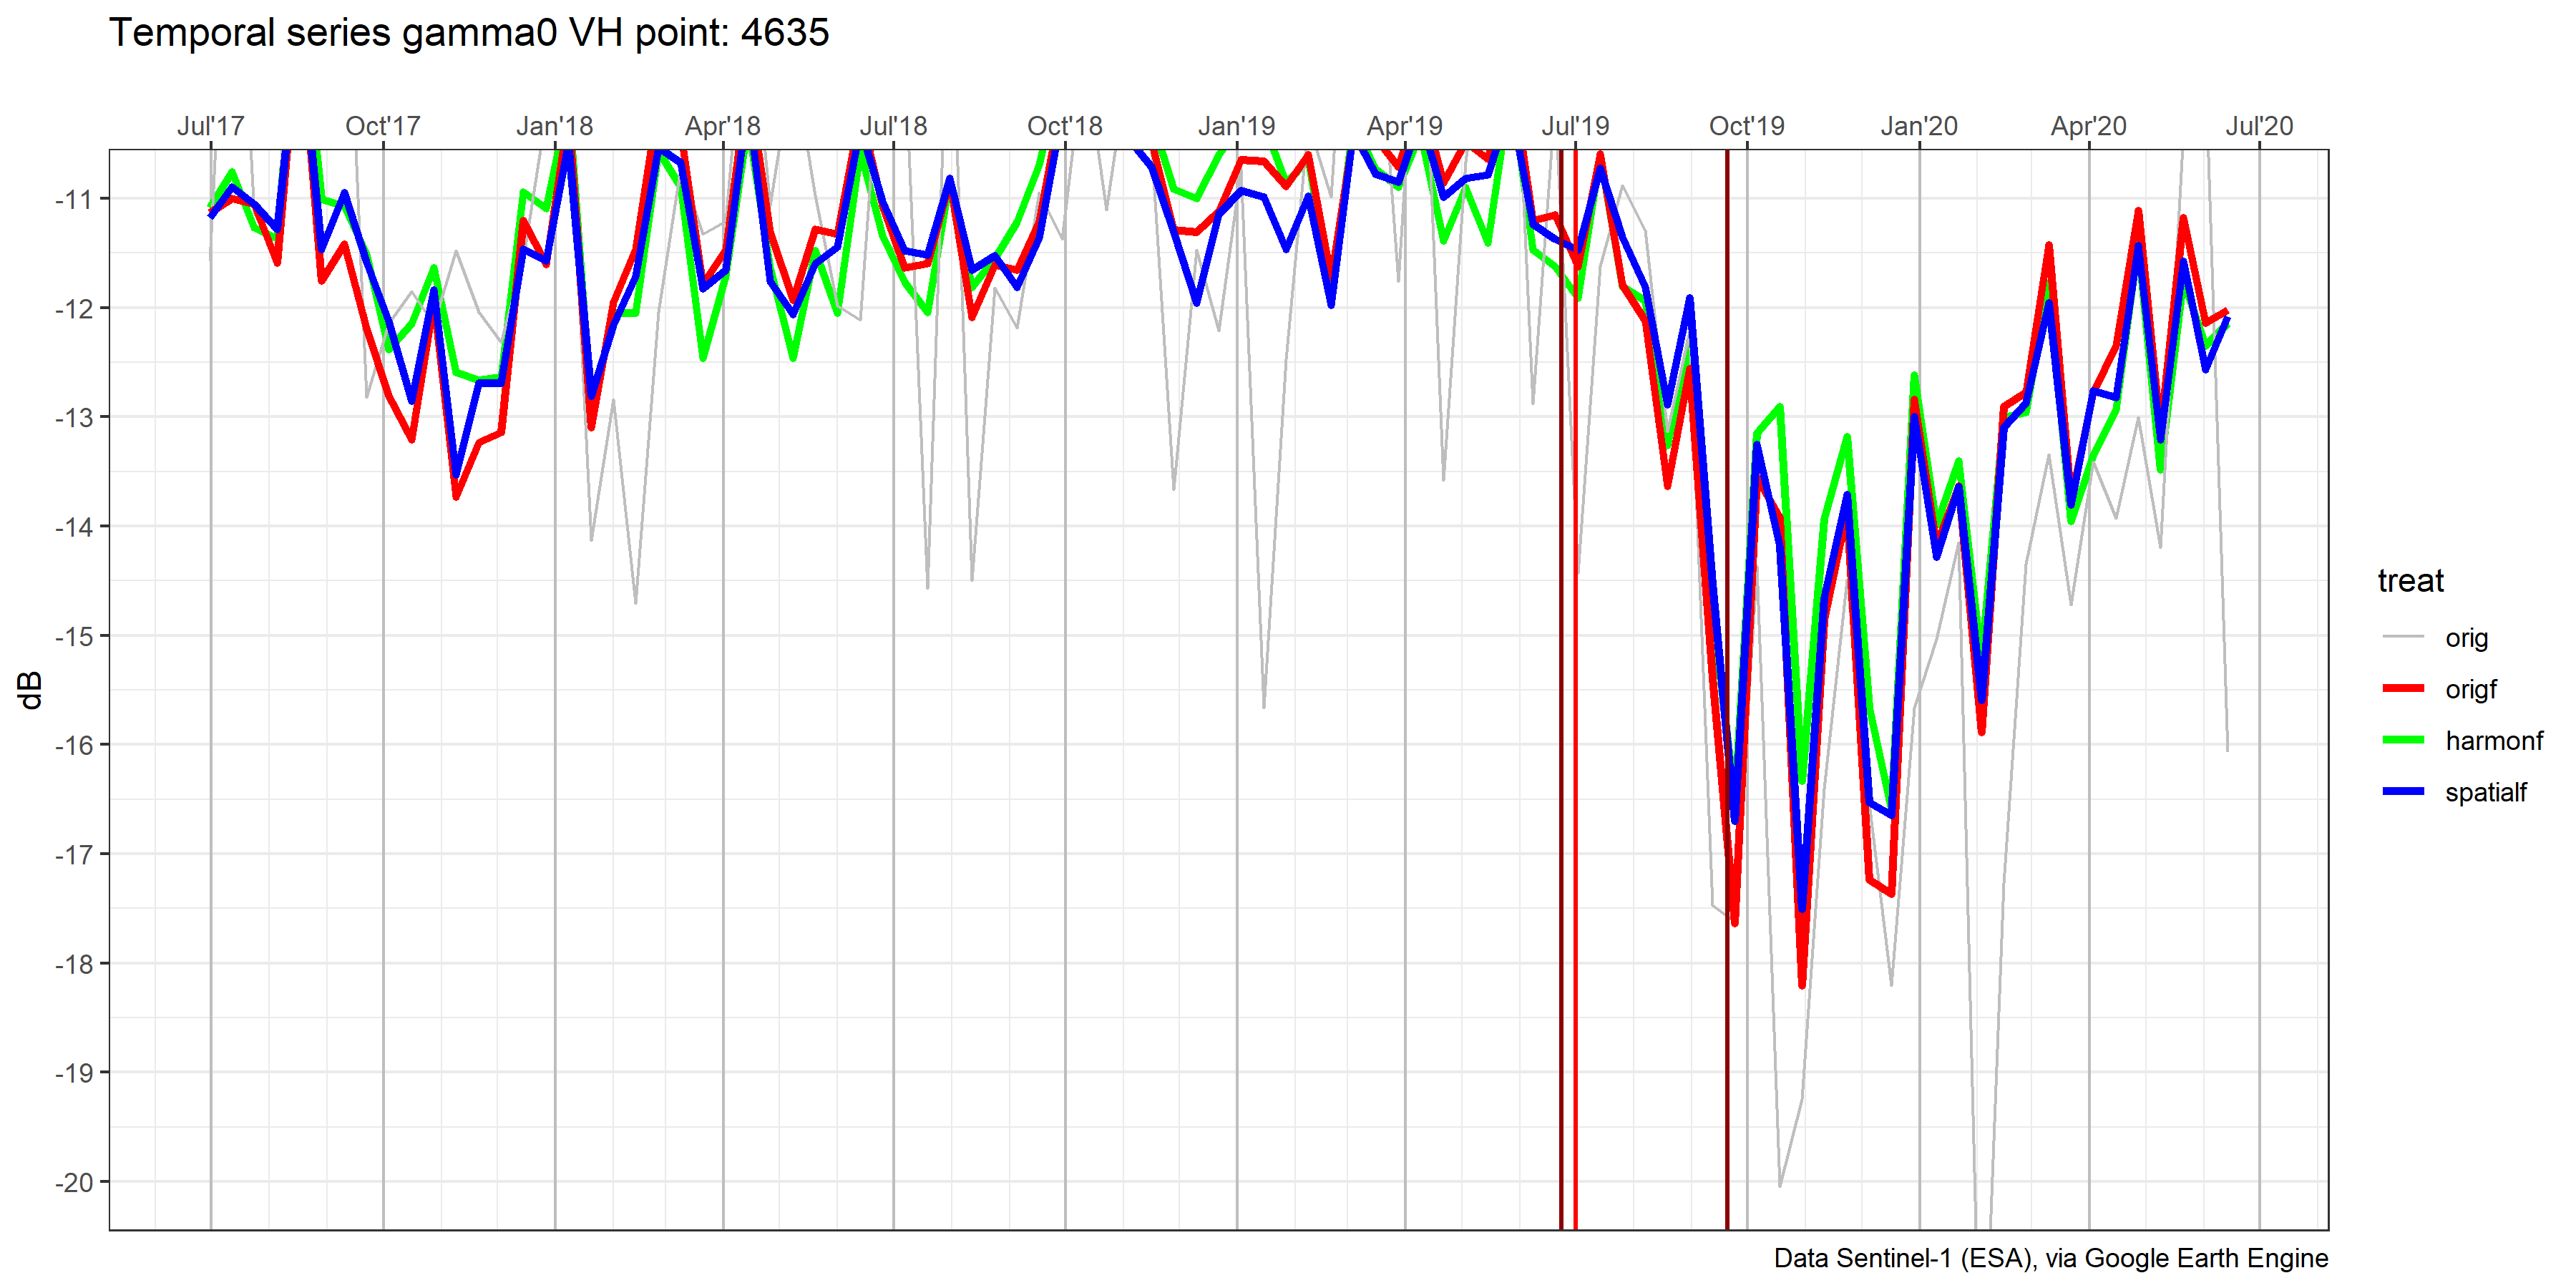 Temporal series gamma0 VH point: 4635
Jul'17 Oct'17 Jan'18 Apr'18 Jul'18 Oct'18 Jan'19 Apr'19 Jul'19 Oct'19 Jan'20 Apr'20 Jul'20
-11
-12
-13
-14
-15
-16
-17
-18
-19
-20
dB
treat
orig
origf
harmonf
spatialf
Data Sentinel-1 (ESA), via Google Earth Engine